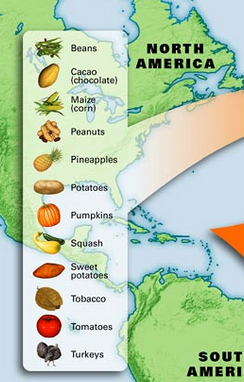 Beans
Cacao
(chocolate)
Maize
(corn)
Peanuts
Pineapples
Potatoes
Pumpkins
Squash
Sweet
potatoes
Tobacco
Tomatoes
Turkeys
NORTH
AMERICA
SOUT
AMERI